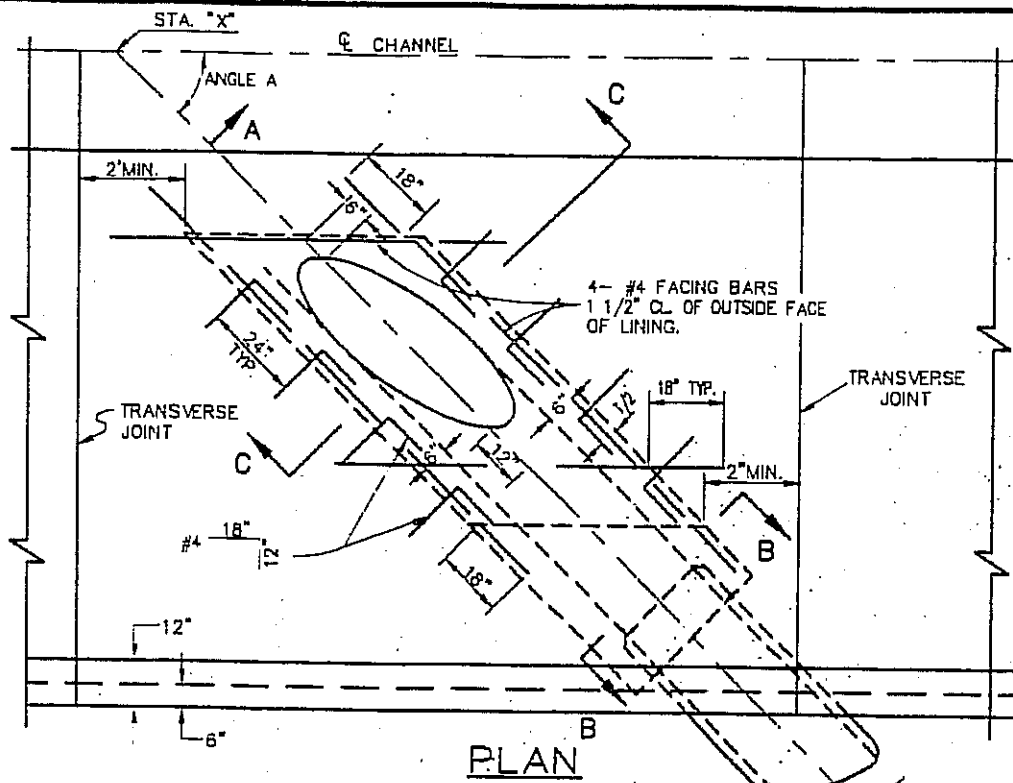 STA. "X"
℄ CHANNEL
ANGLE A
A
C
2'MIN.
18"
6"
4- #4 FACING BARS
1 1/2" CL. OF OUTSIDE FACE
OF LINING.
24"
TYP.
18" TYP.
TRANSVERSE
JOINT
TRANSVERSE
JOINT
6"
1/2
C
6"
12"
2"MIN.
#4 18"
12"
B
18"
12"
6"
B
PLAN